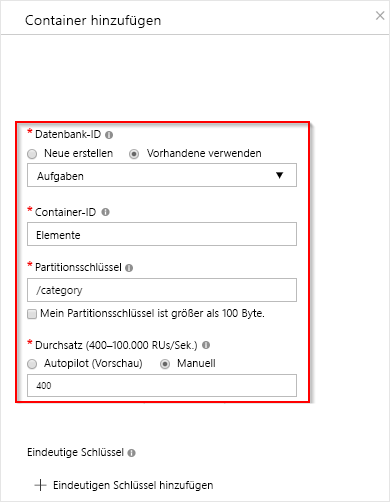 Container hinzufügen
* Datenbank-ID
Neue erstellen Vorhandene verwenden
Aufgaben
* Container-ID
Elemente
* Partitionsschlüssel
/category
Mein Partitionsschlüssel ist größer als 100 Byte.
* Durchsatz (400–100.000 RUs/Sek.)
Autopilot (Vorschau) Manuell
400
Eindeutige Schlüssel
+ Eindeutigen Schlüssel hinzufügen